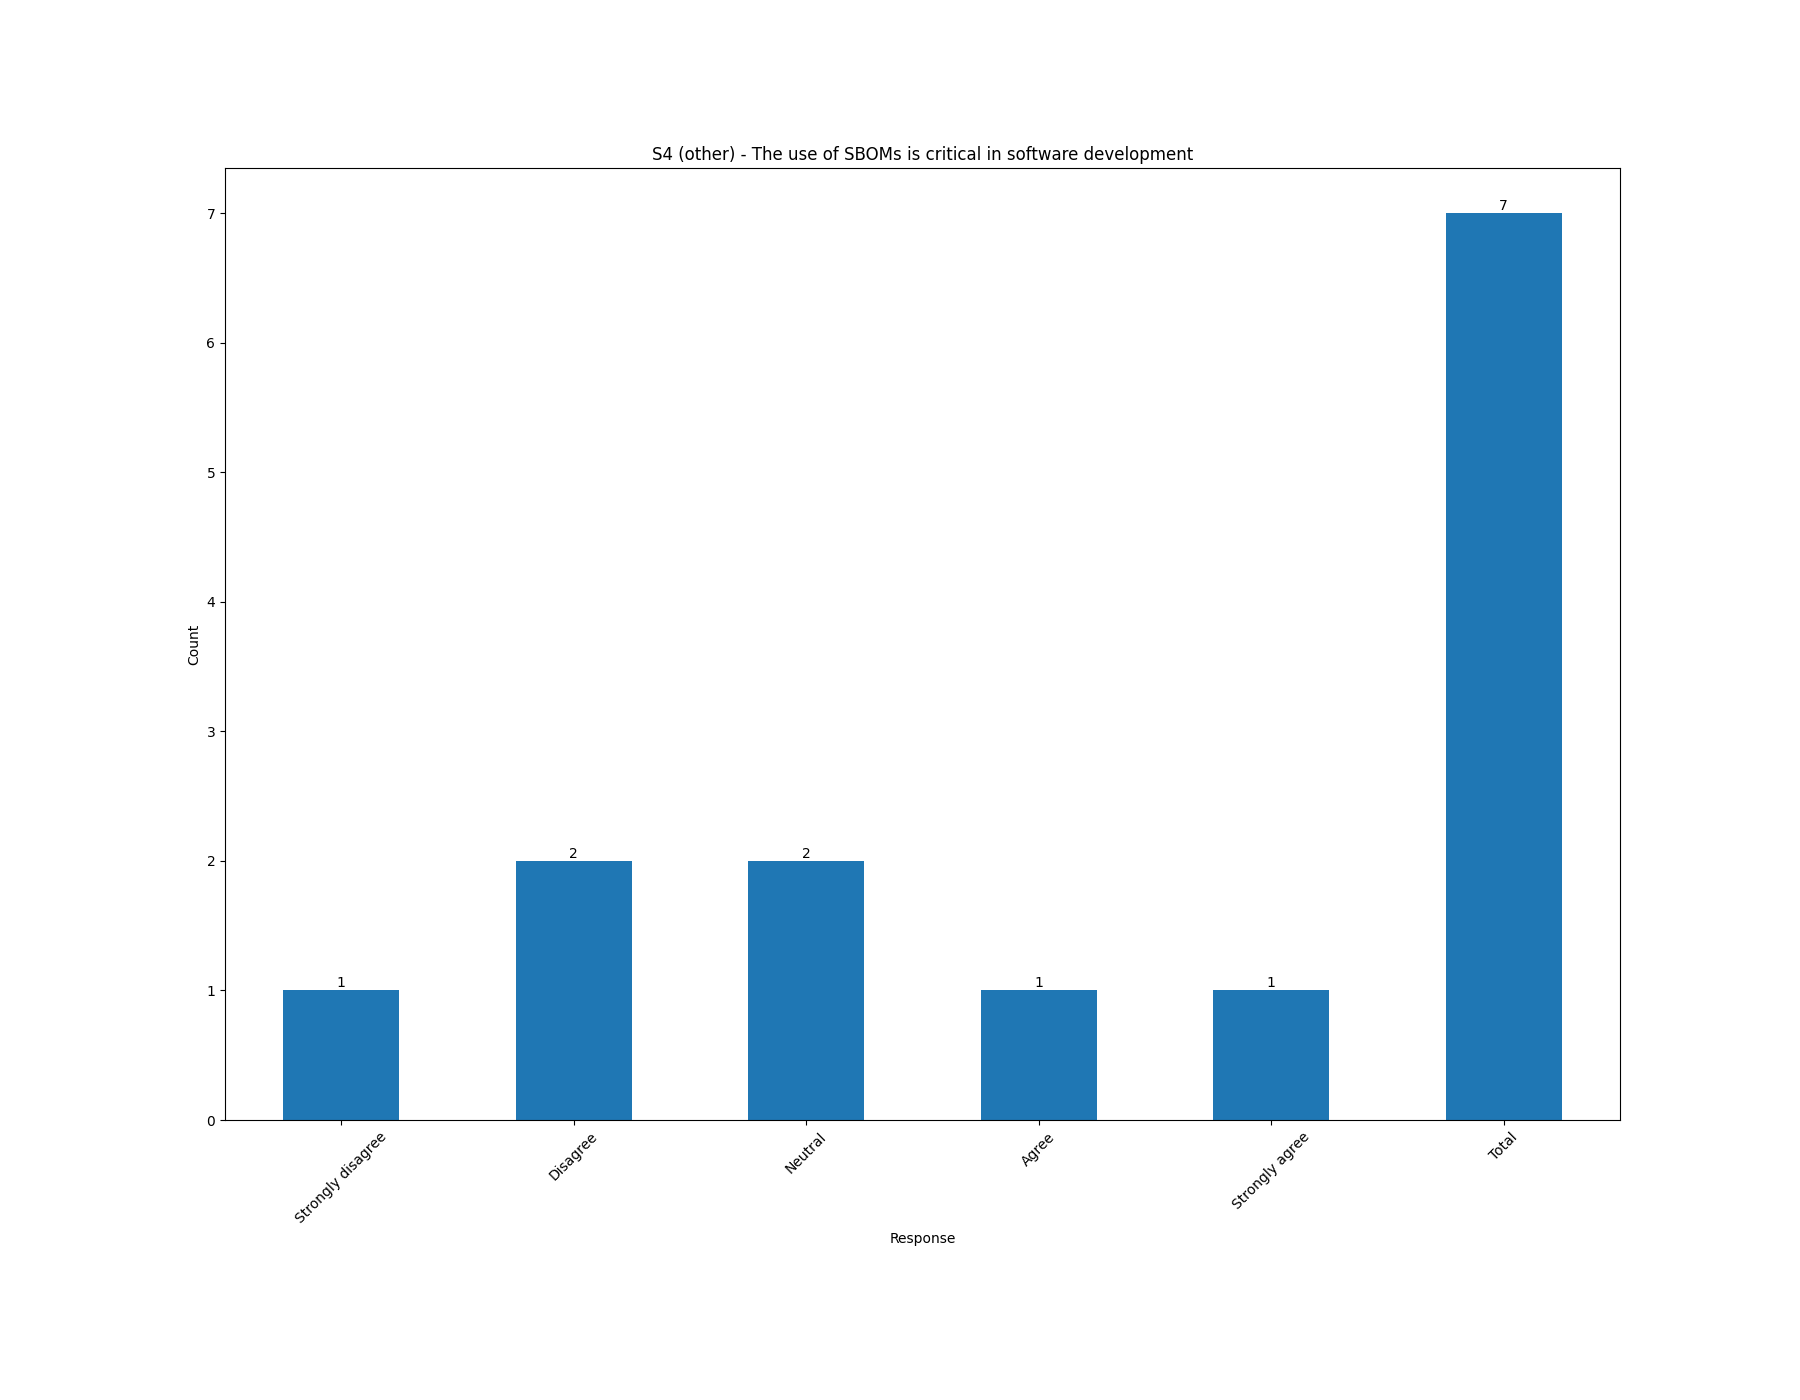 S4 (other) - The use of SBOMs is critical in software development
Count
7
6
5
4
3
2
1
0
1
2
2
1
1
7
Strongly disagree
Disagree
Neutral
Agree
Strongly agree
Total
Response